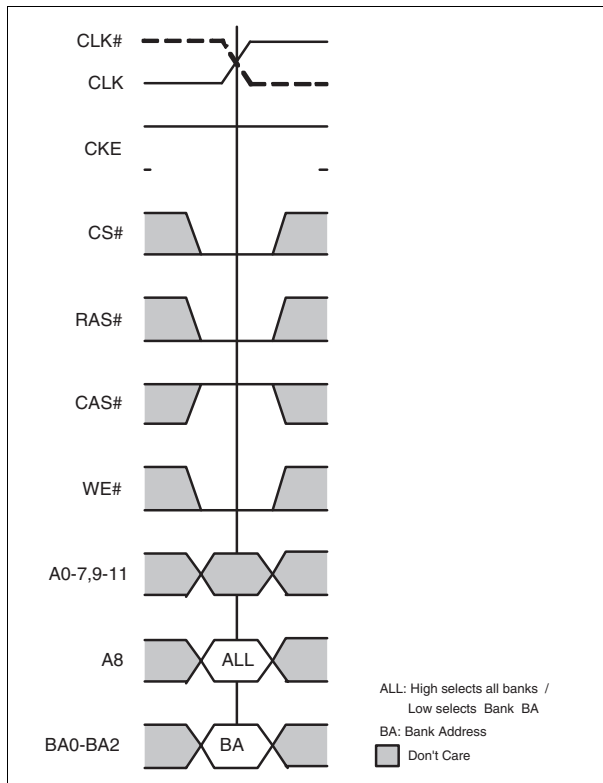 CLK#
CLK
CKE
CS#
RAS#
CAS#
WE#
A0-7,9-11
A8
ALL
BA0-BA2
BA
ALL: High selects all banks /
Low selects Bank BA
BA: Bank Address
Don't Care